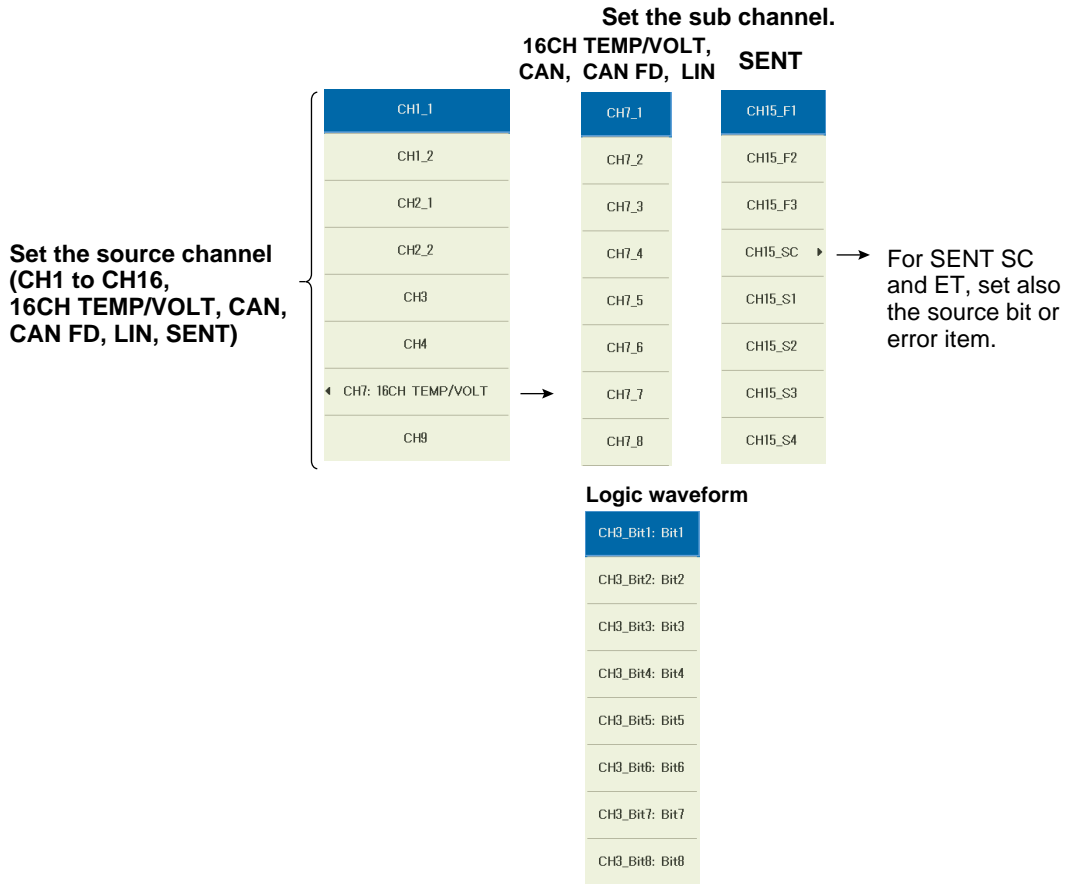 Set the sub channel.
16CH TEMP/VOLT,
CAN, CAN FD, LIN
SENT
Set the source channel
(CH1 to CH16,
16CH TEMP/VOLT, CAN,
CAN FD, LIN, SENT)
CH1_1
CH1_2
CH2_1
CH2_2
CH3
CH4
CH7: 16CH TEMP/VOLT
CH9
CH7_1
CH7_2
CH7_3
CH7_4
CH7_5
CH7_6
CH7_7
CH7_8
CH15_F1
CH15_F2
CH15_F3
CH15_SC
CH15_S1
CH15_S2
CH15_S3
CH15_S4
For SENT SC
and ET, set also
the source bit or
error item.
Logic waveform
CH3_Bit1: Bit1
CH3_Bit2: Bit2
CH3_Bit3: Bit3
CH3_Bit4: Bit4
CH3_Bit5: Bit5
CH3_Bit6: Bit6
CH3_Bit7: Bit7
CH3_Bit8: Bit8